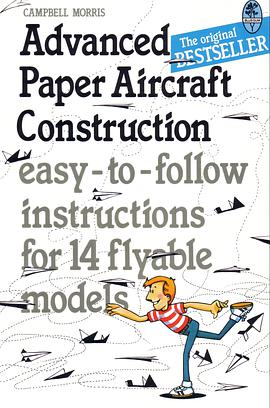 CAMPBELL MORRIS
Advanced
The original
BESTSELLER
Paper Aircraft
Construction
easy-to-follow
instructions
for 14 flyable
models